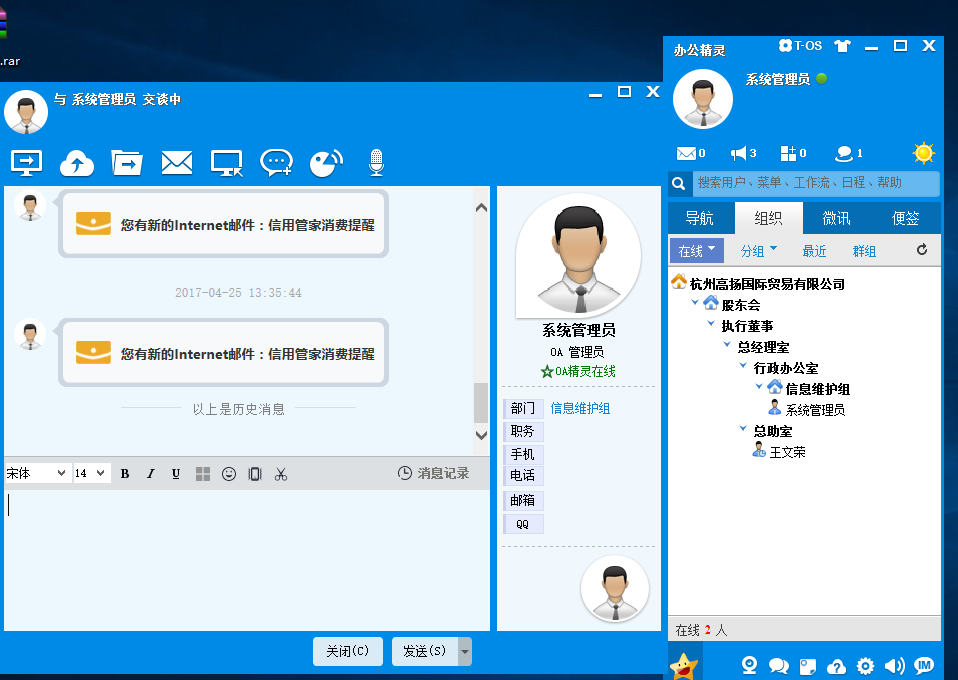 .rar
与 系统管理员 交谈中
您有新的Internet邮件：信用管家消费提醒
2017-04-25 13:35:44
您有新的Internet邮件：信用管家消费提醒
以上是历史消息
宋体 14 B I U 消息记录
关闭(C) 发送(S)
系统管理员
OA 管理员
OA精灵在线
部门 信息维护组
职务
手机
电话
邮箱
QQ
办公精灵 T-OS
系统管理员
0 3 0 1
搜索用户、菜单、工作流、日程、帮助
导航 组织 微讯 便签
在线 分组 最近 群组
杭州高扬国际贸易有限公司
股东会
执行董事
总经理室
行政办公室
信息维护组
系统管理员
总助室
王文荣
在线 2 人
IM